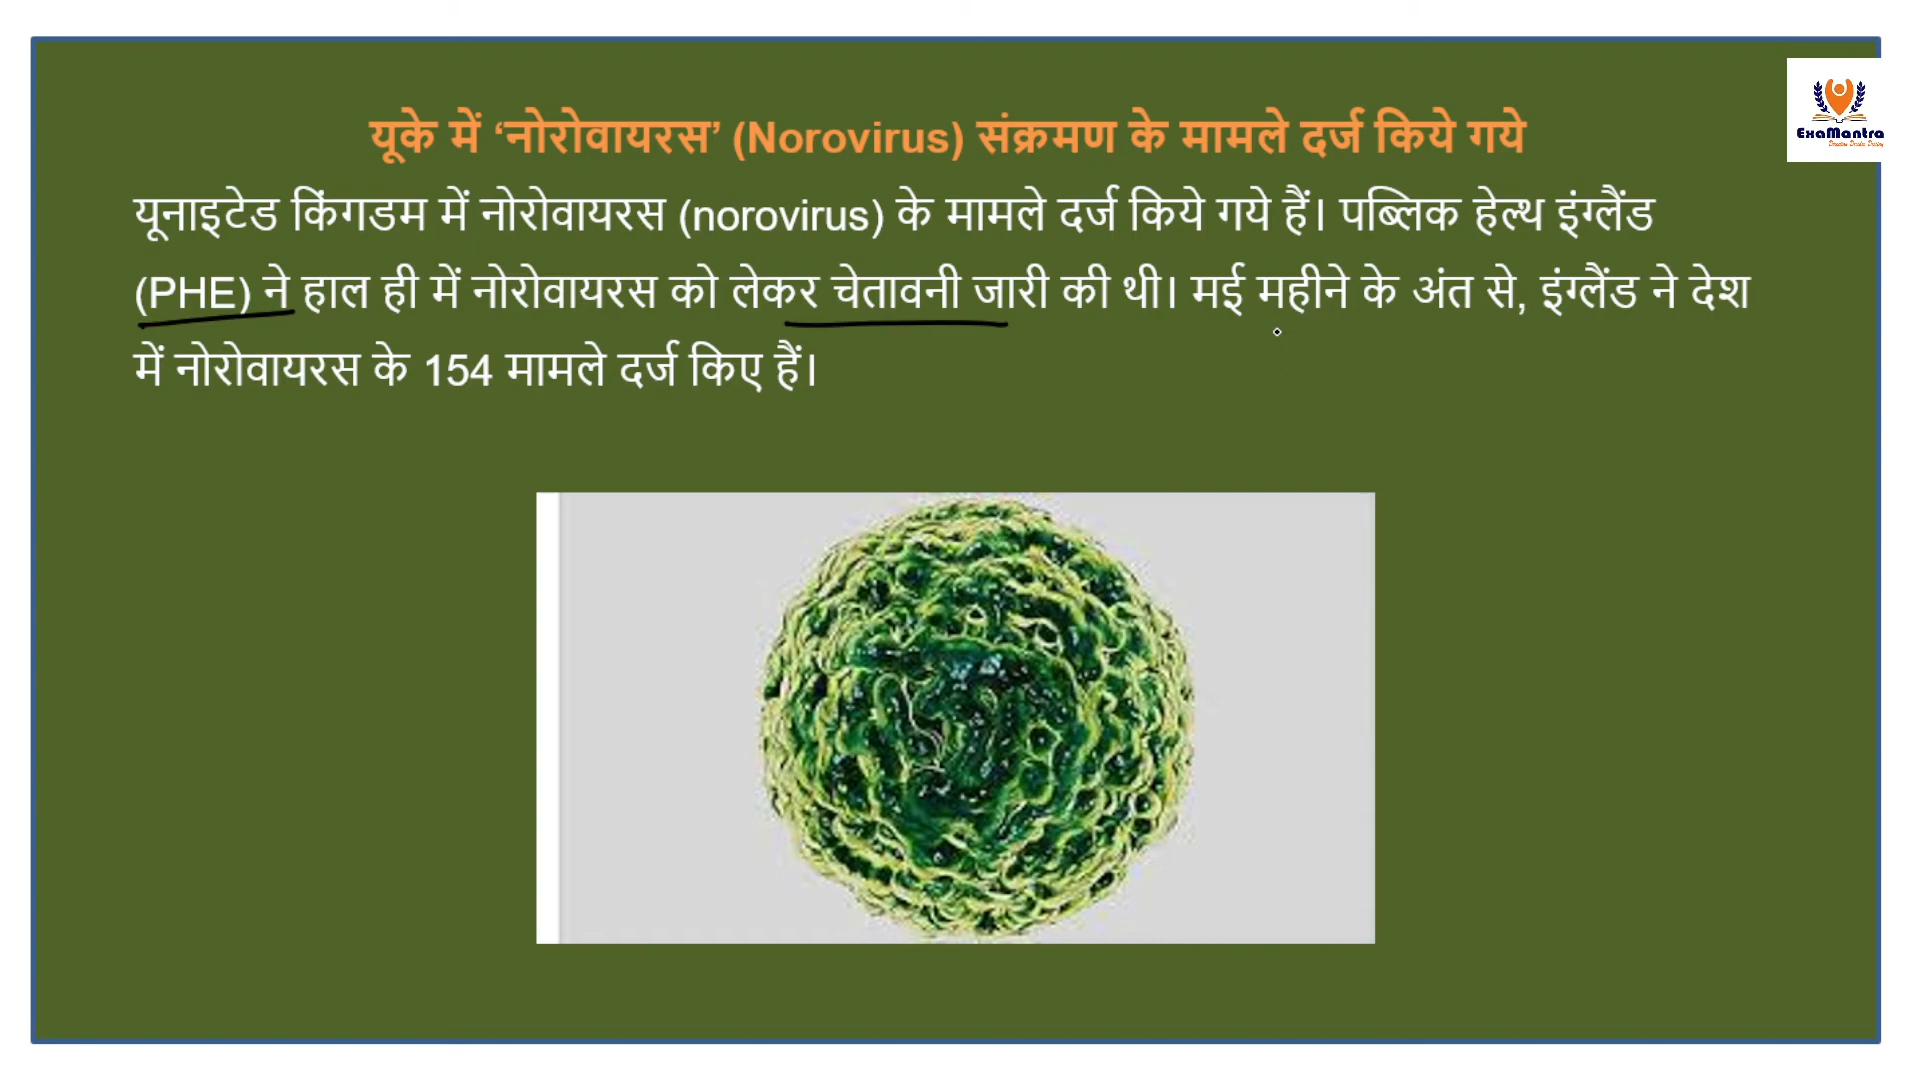 यूके में ‘नोरोवायरस’ (Norovirus) संक्रमण के मामले दर्ज किये गये
यूनाइटेड किंगडम में नोरोवायरस (norovirus) के मामले दर्ज किये गये हैं। पब्लिक हेल्थ इंग्लैंड
(PHE) ने हाल ही में नोरोवायरस को लेकर चेतावनी जारी की थी। मई महीने के अंत से, इंग्लैंड ने देश
में नोरोवायरस के 154 मामले दर्ज किए हैं।
ExaMantra